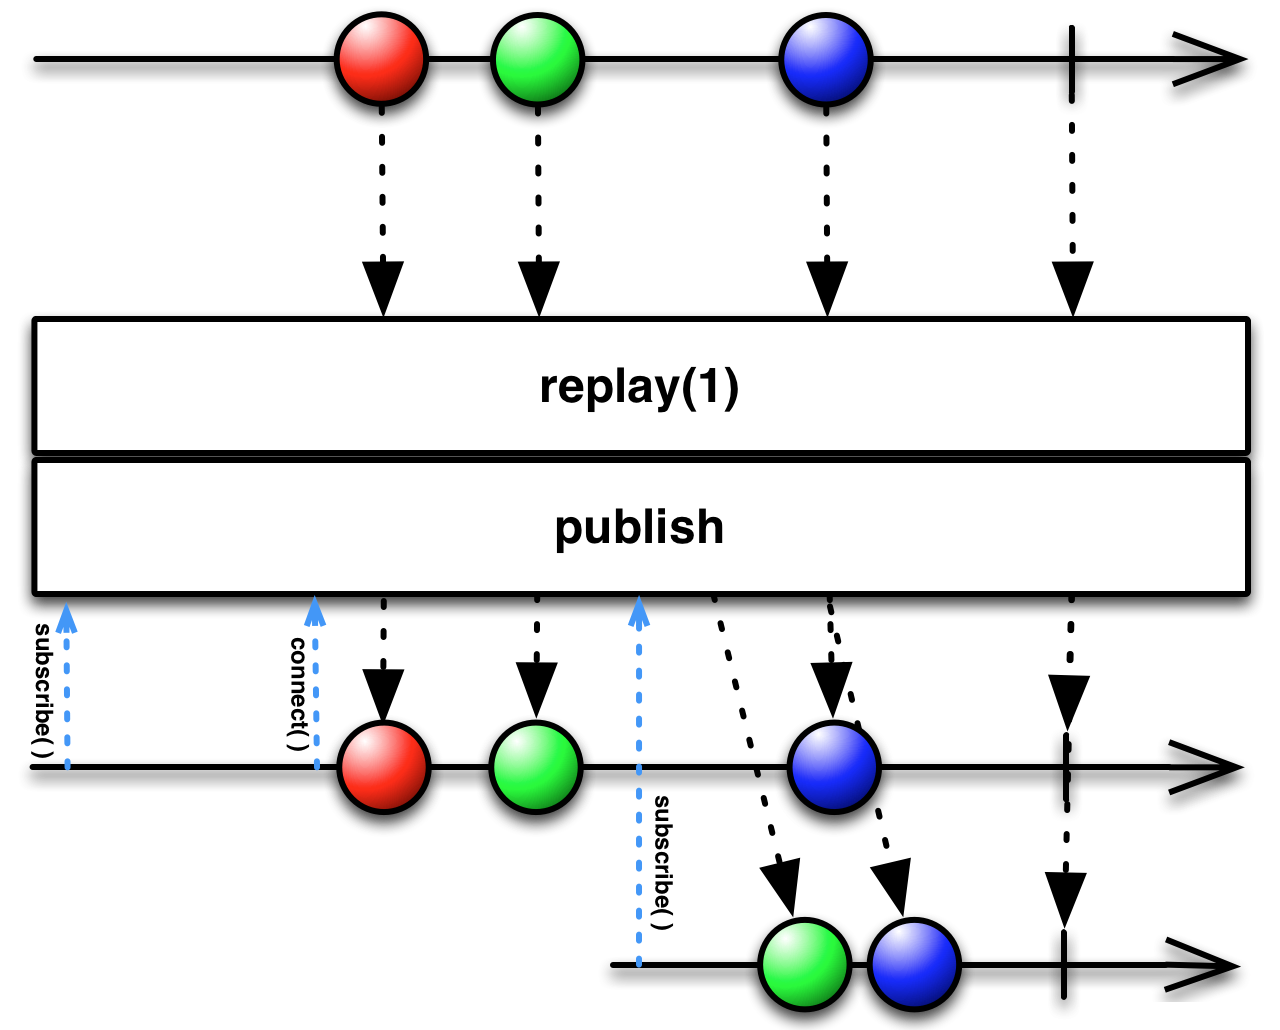 replay(1)
publish
subscribe( )
connect( )
subscribe( )